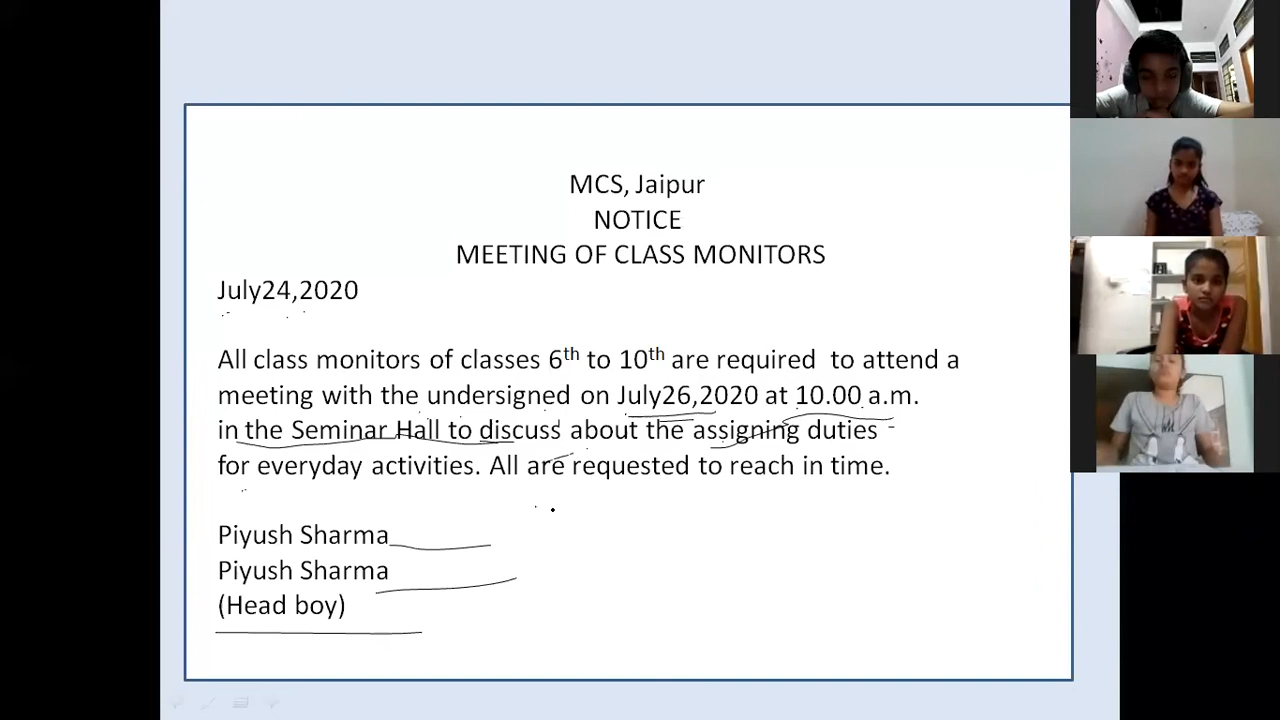 MCS, Jaipur
NOTICE
MEETING OF CLASS MONITORS
July24,2020
All class monitors of classes 6th to 10th are required to attend a
meeting with the undersigned on July26,2020 at 10.00 a.m.
in the Seminar Hall to discuss about the assigning duties
for everyday activities. All are requested to reach in time.
Piyush Sharma
Piyush Sharma
(Head boy)